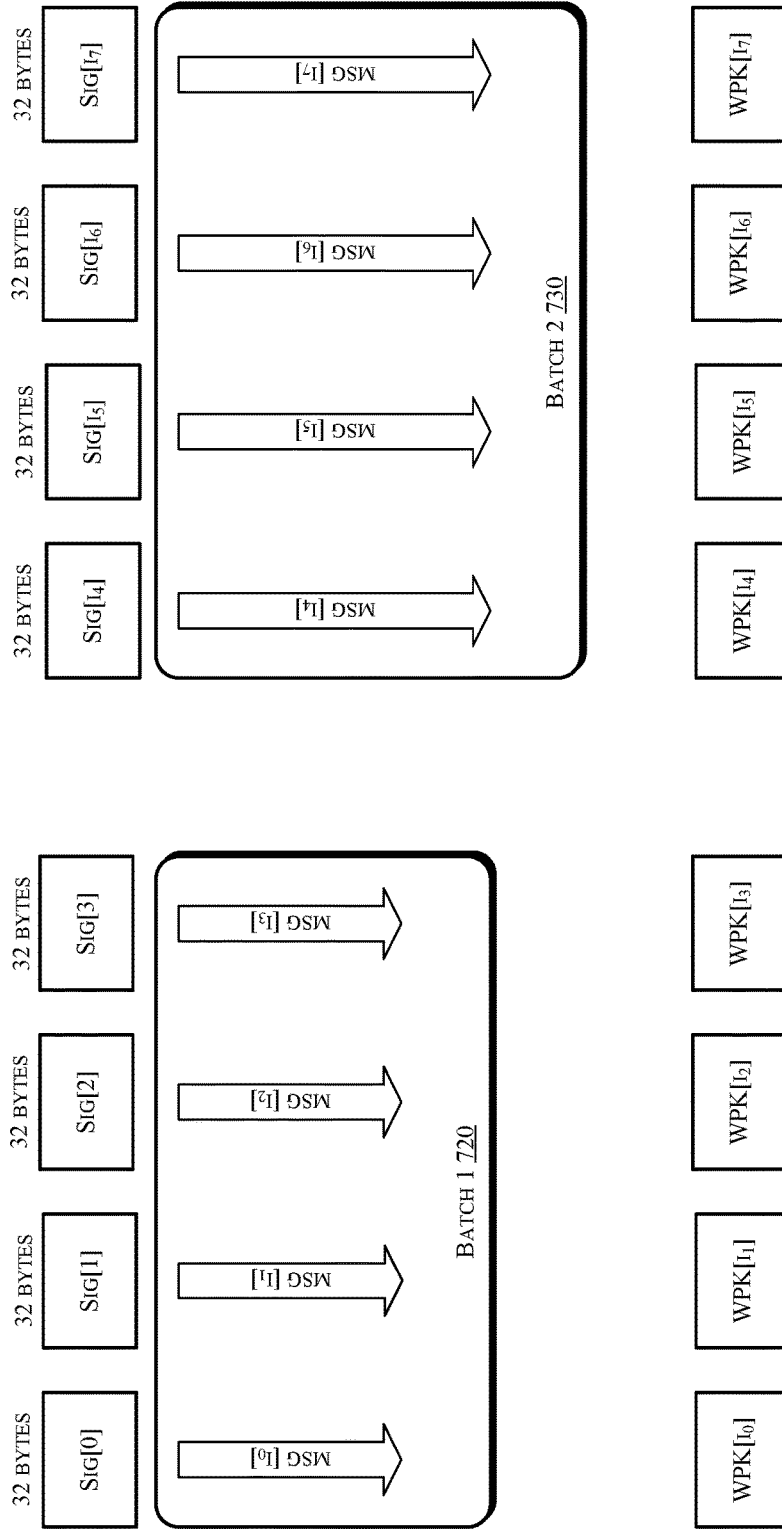 32 BYTES 32 BYTES 32 BYTES 32 BYTES 32 BYTES 32 BYTES 32 BYTES 32 BYTES
SIG[0] SIG[1] SIG[2] SIG[3] SIG[I₄] SIG[I₅] SIG[I₆] SIG[I₇]
MSG [I₀] MSG [I₁] MSG [I₂] MSG [I₃] MSG [I₄] MSG [I₅] MSG [I₆] MSG [I₇]
BATCH 1 720
BATCH 2 730
WPK[I₀] WPK[I₁] WPK[I₂] WPK[I₃] WPK[I₄] WPK[I₅] WPK[I₆] WPK[I₇]